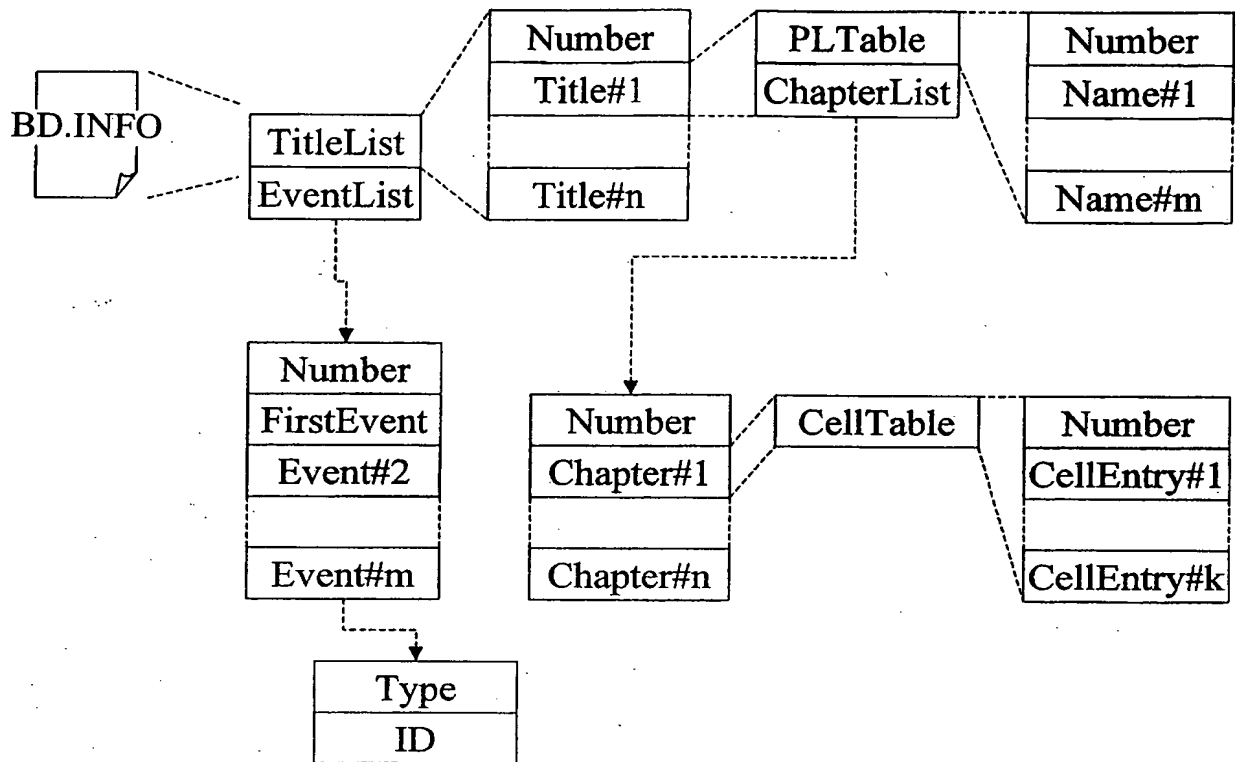 BD.INFO
TitleList
EventList
Number
Title#1
Title#n
PLTable
ChapterList
Number
Name#1
Name#m
Number
FirstEvent
Event#2
Event#m
Type
ID
Number
Chapter#1
Chapter#n
CellTable
Number
CellEntry#1
CellEntry#k